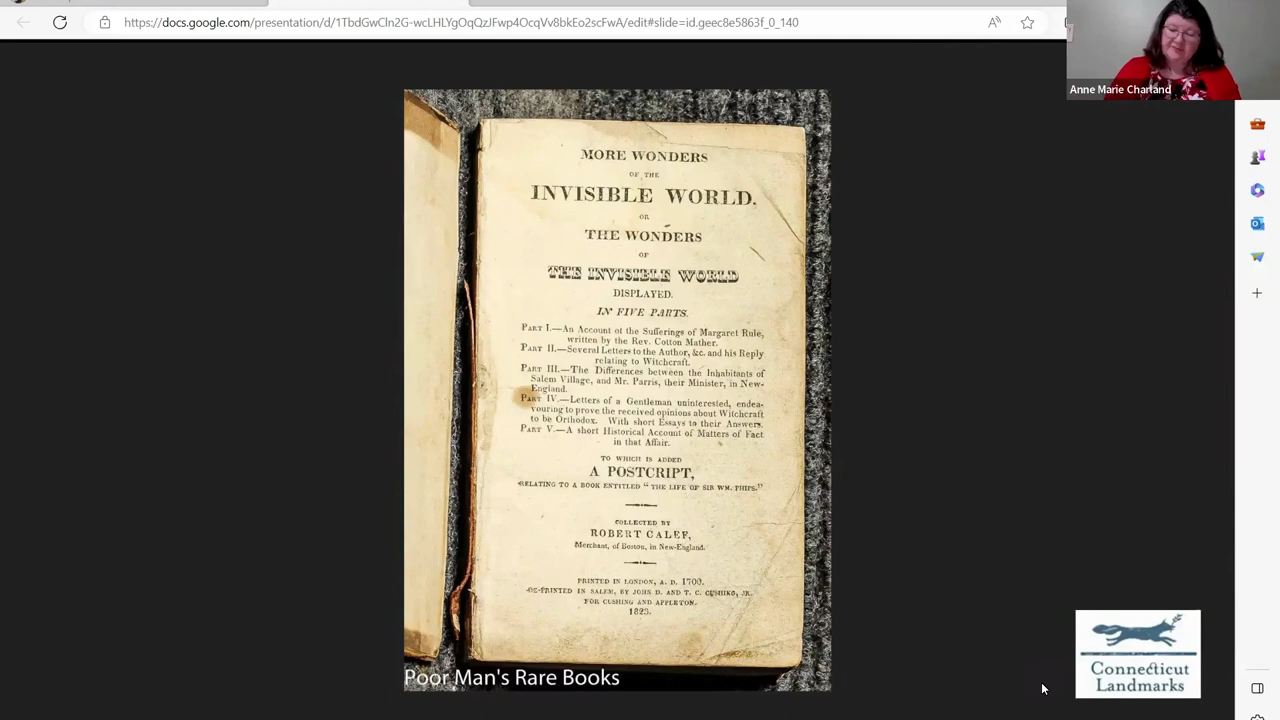 https://docs.google.com/presentation/d/1TbdGwCln2G-wcLHLYgOqQzJFwp4OcqVv8bkEo2scFwA/edit#slide=id.geec8e5863f_0_140
Anne Marie Charland
MORE WONDERS
OF THE
INVISIBLE WORLD,
OR
THE WONDERS
OF
THE INVISIBLE WORLD
DISPLAYED.
IN FIVE PARTS.
PART I.—An Account of the Sufferings of Margaret Rule,
written by the Rev. Cotton Mather.
PART II.—Several Letters to the Author, &c. and his Reply
relating to Witchcraft.
PART III.—The Differences between the Inhabitants of
Salem Village, and Mr. Parris, their Minister, in New-
England.
PART IV.—Letters of a Gentleman uninterested, endea-
vouring to prove the received opinions about Witchcraft
to be Orthodox. With short Essays to their Answers.
PART V.—A short Historical Account of Matters of Fact
in that Affair.
TO WHICH IS ADDED
A POSTCRIPT,
RELATING TO A BOOK ENTITLED "THE LIFE OF SIR WM. PHIPS."
COLLECTED BY
ROBERT CALEF,
Merchant, of Boston, in New-England.
PRINTED IN LONDON, A. D. 1700.
RE-PRINTED IN SALEM, BY JOHN D. AND T. C. CUSHING, JR.
FOR CUSHING AND APPLETON.
1823.
Poor Man's Rare Books
Connecticut
Landmarks